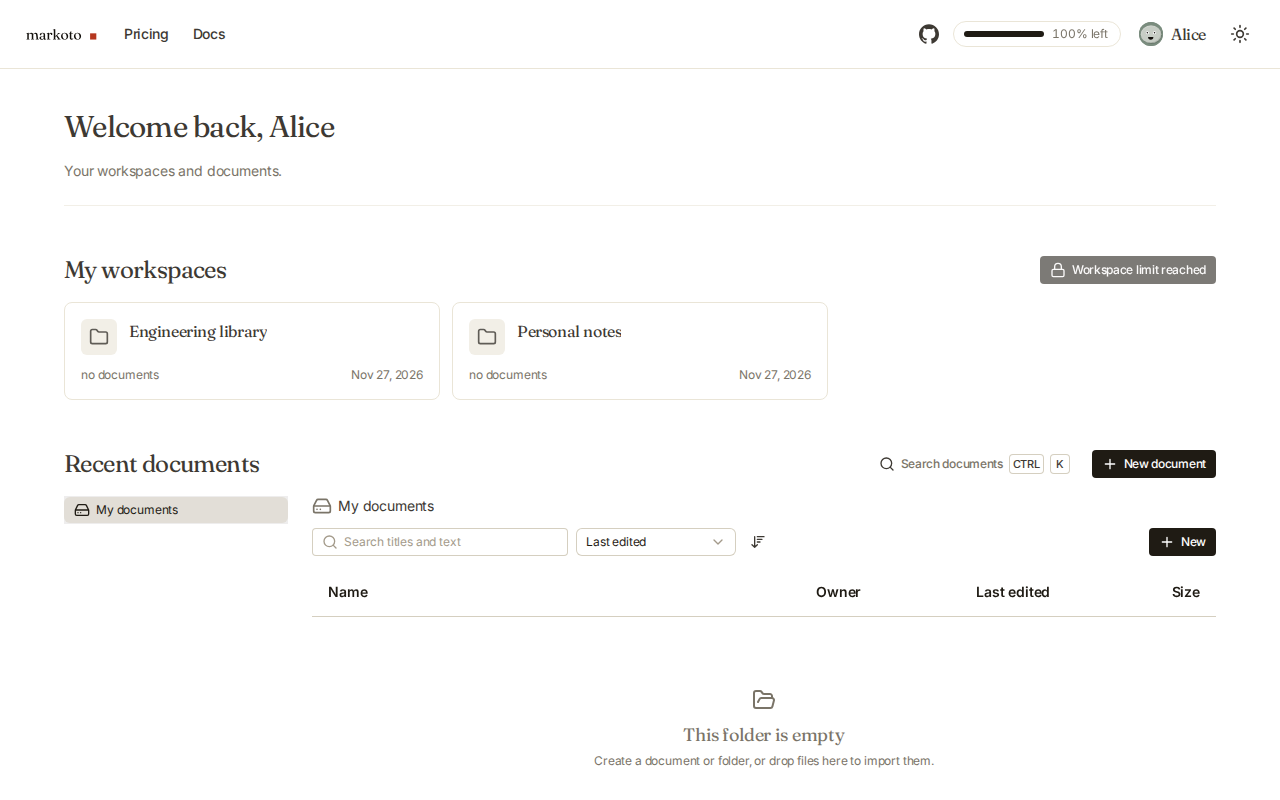 markoto
Pricing
Docs
100% left
Alice
Welcome back, Alice
Your workspaces and documents.
My workspaces
Workspace limit reached
Engineering library
no documents
Nov 27, 2026
Personal notes
no documents
Nov 27, 2026
Recent documents
Search documents CTRL K
New document
My documents
My documents
Search titles and text
Last edited
New
Name
Owner
Last edited
Size
This folder is empty
Create a document or folder, or drop files here to import them.